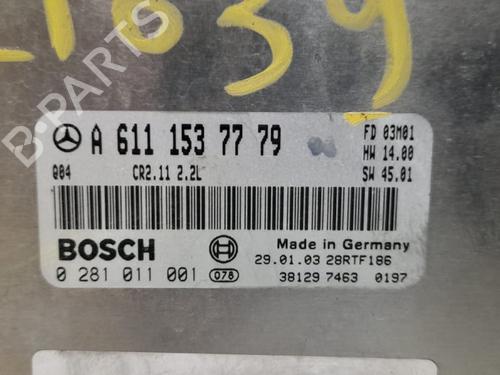 1039
B-PARTS
A 611 153 77 79
FD 03M01
HW 14.00
SW 45.01
Q04 CR2.11 2.2L
BOSCH
Made in Germany
0 281 011 001 078
29.01.03 28RTF186
38129 7463 0197